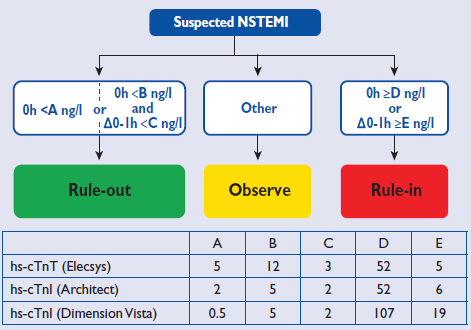 Suspected NSTEMI
0h <A ng/l or
0h <B ng/l
and
Δ0-1h <C ng/l
Other
0h ≥D ng/l
or
Δ0-1h ≥E ng/l
Rule-out
Observe
Rule-in
A B C D E
hs-cTnT (Elecsys) 5 12 3 52 5
hs-cTnI (Architect) 2 5 2 52 6
hs-cTnI (Dimension Vista) 0.5 5 2 107 19